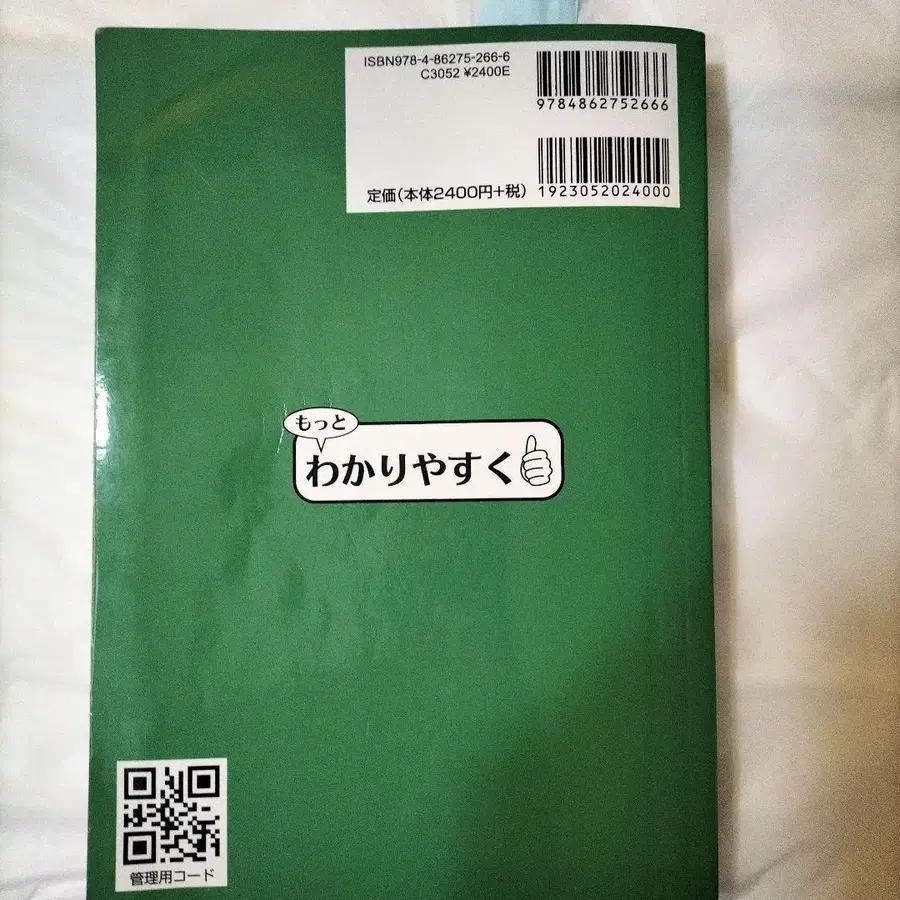 ISBN978-4-86275-266-6
C3052 ¥2400E
9784862752666
定価(本体2400円+税)
1923052024000
もっと
わかりやすく
管理用コード